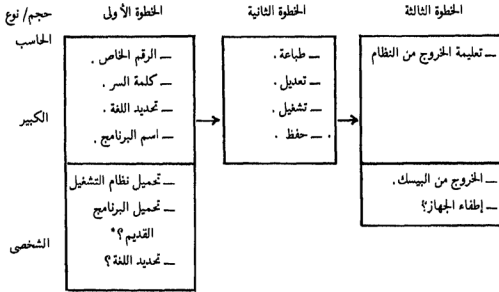 حجم/نوع الحاسب
الخطوة الأولى
الخطوة الثانية
الخطوة الثالثة
الكبير
– الرقم الخاص .
– كلمة السر .
– تحديد اللغة .
– اسم البرنامج .
– طباعة .
– تعديل .
– تشغيل .
– حفظ .
– تعليمة الخروج من النظام
الشخصى
– تحميل نظام التشغيل
– تحميل البرنامج
القديم؟*
– تحديد اللغة؟
– الخروج من البيسك.
– إطفاء الجهاز؟